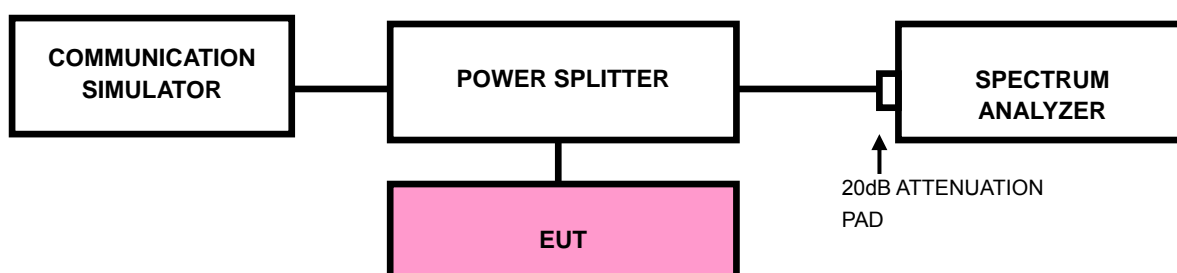 COMMUNICATION
SIMULATOR
POWER SPLITTER
SPECTRUM
ANALYZER
20dB ATTENUATION
PAD
EUT